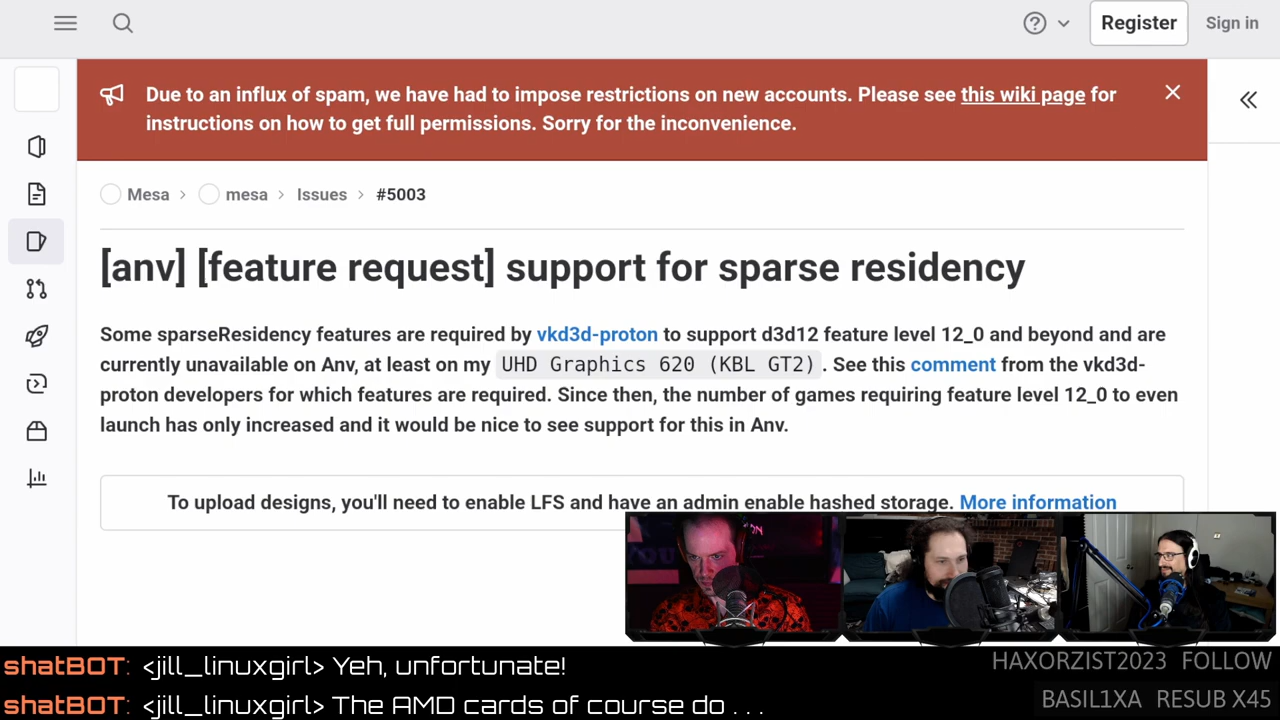 Register
Sign in
Due to an influx of spam, we have had to impose restrictions on new accounts. Please see this wiki page for
instructions on how to get full permissions. Sorry for the inconvenience.
Mesa > mesa > Issues > #5003
[anv] [feature request] support for sparse residency
Some sparseResidency features are required by vkd3d-proton to support d3d12 feature level 12_0 and beyond and are
currently unavailable on Anv, at least on my UHD Graphics 620 (KBL GT2). See this comment from the vkd3d-
proton developers for which features are required. Since then, the number of games requiring feature level 12_0 to even
launch has only increased and it would be nice to see support for this in Anv.
To upload designs, you'll need to enable LFS and have an admin enable hashed storage. More information
shatBOT: <jill_linuxgirl> Yeh, unfortunate!
shatBOT: <jill_linuxgirl> The AMD cards of course do . . .
HAXORZIST2023 FOLLOW
BASIL1XA RESUB X45